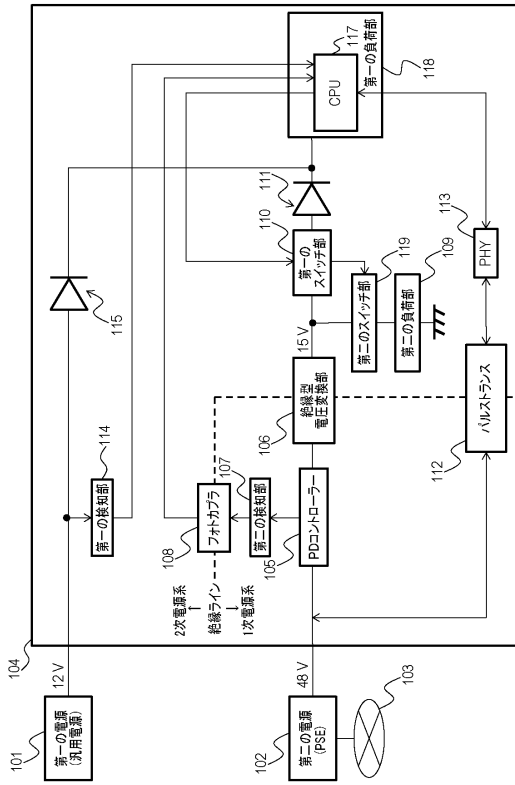 104
101
第一の電源
(汎用電源)
12 V
114
第一の検知部
115
117
CPU
第一の負荷部
118
111
110
第一の
スイッチ部
119
第二のスイッチ部
109
第二の負荷部
15 V
絶縁型
電圧変換部
106
107
第二の検知部
フォトカプラ
108
2次電源系
絶縁ライン
1次電源系
PDコントローラー
105
48 V
102
第二の電源
(PSE)
103
113
PHY
パルストランス
112